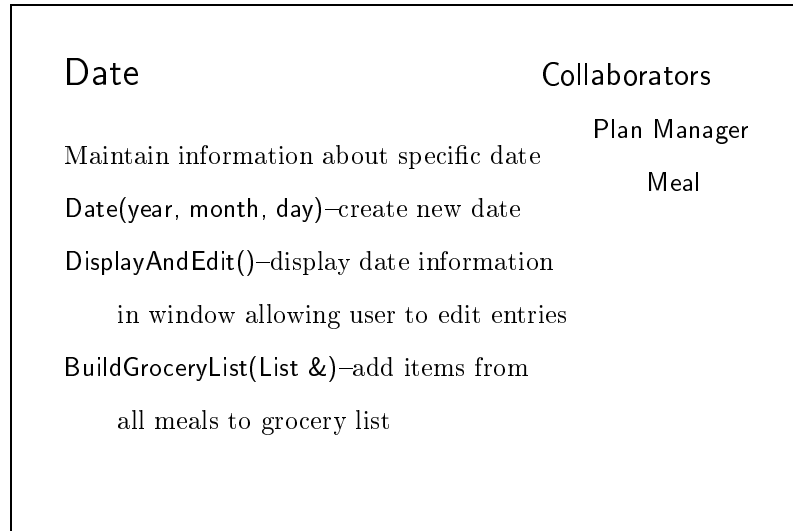 Date
Collaborators
Plan Manager
Maintain information about specific date
Meal
Date(year, month, day)–create new date
DisplayAndEdit()–display date information
in window allowing user to edit entries
BuildGroceryList(List &)–add items from
all meals to grocery list